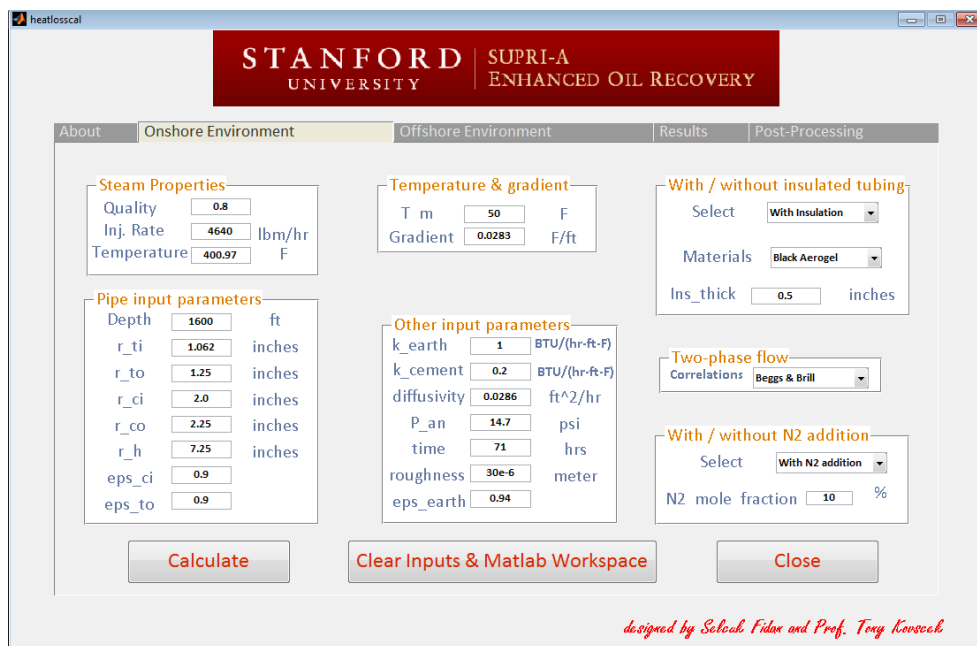 heatlosscal
STANFORD
UNIVERSITY
SUPRI-A
ENHANCED OIL RECOVERY
About Onshore Environment Offshore Environment Results Post-Processing
Steam Properties
Quality 0.8
Inj. Rate 4640 lbm/hr
Temperature 400.97 F
Pipe input parameters
Depth 1600 ft
r_ti 1.062 inches
r_to 1.25 inches
r_ci 2.0 inches
r_co 2.25 inches
r_h 7.25 inches
eps_ci 0.9
eps_to 0.9
Temperature & gradient
T m 50 F
Gradient 0.0283 F/ft
Other input parameters
k_earth 1 BTU/(hr-ft-F)
k_cement 0.2 BTU/(hr-ft-F)
diffusivity 0.0286 ft^2/hr
P_an 14.7 psi
time 71 hrs
roughness 30e-6 meter
eps_earth 0.94
With / without insulated tubing
Select With Insulation
Materials Black Aerogel
Ins_thick 0.5 inches
Two-phase flow
Correlations Beggs & Brill
With / without N2 addition
Select With N2 addition
N2 mole fraction 10 %
Calculate Clear Inputs & Matlab Workspace Close
designed by Selcuk Fidan and Prof. Tony Kovscek